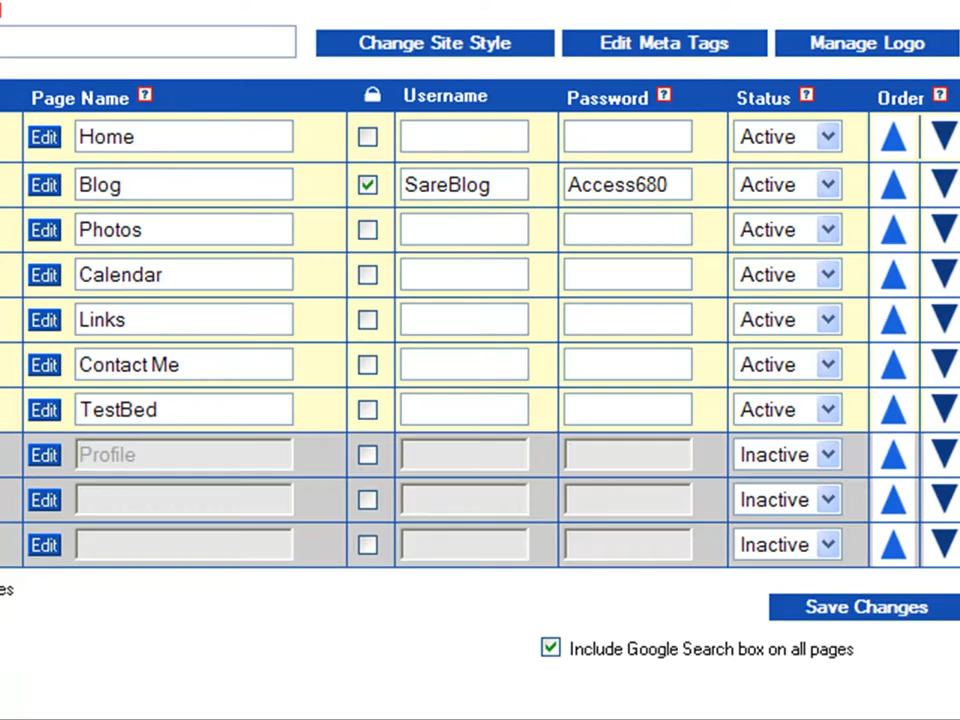 Change Site Style Edit Meta Tags Manage Logo
Page Name ? Username Password ? Status ? Order ?
Edit Home Active
Edit Blog SareBlog Access680 Active
Edit Photos Active
Edit Calendar Active
Edit Links Active
Edit Contact Me Active
Edit TestBed Active
Edit Profile Inactive
Edit Inactive
Edit Inactive
es
Save Changes
Include Google Search box on all pages